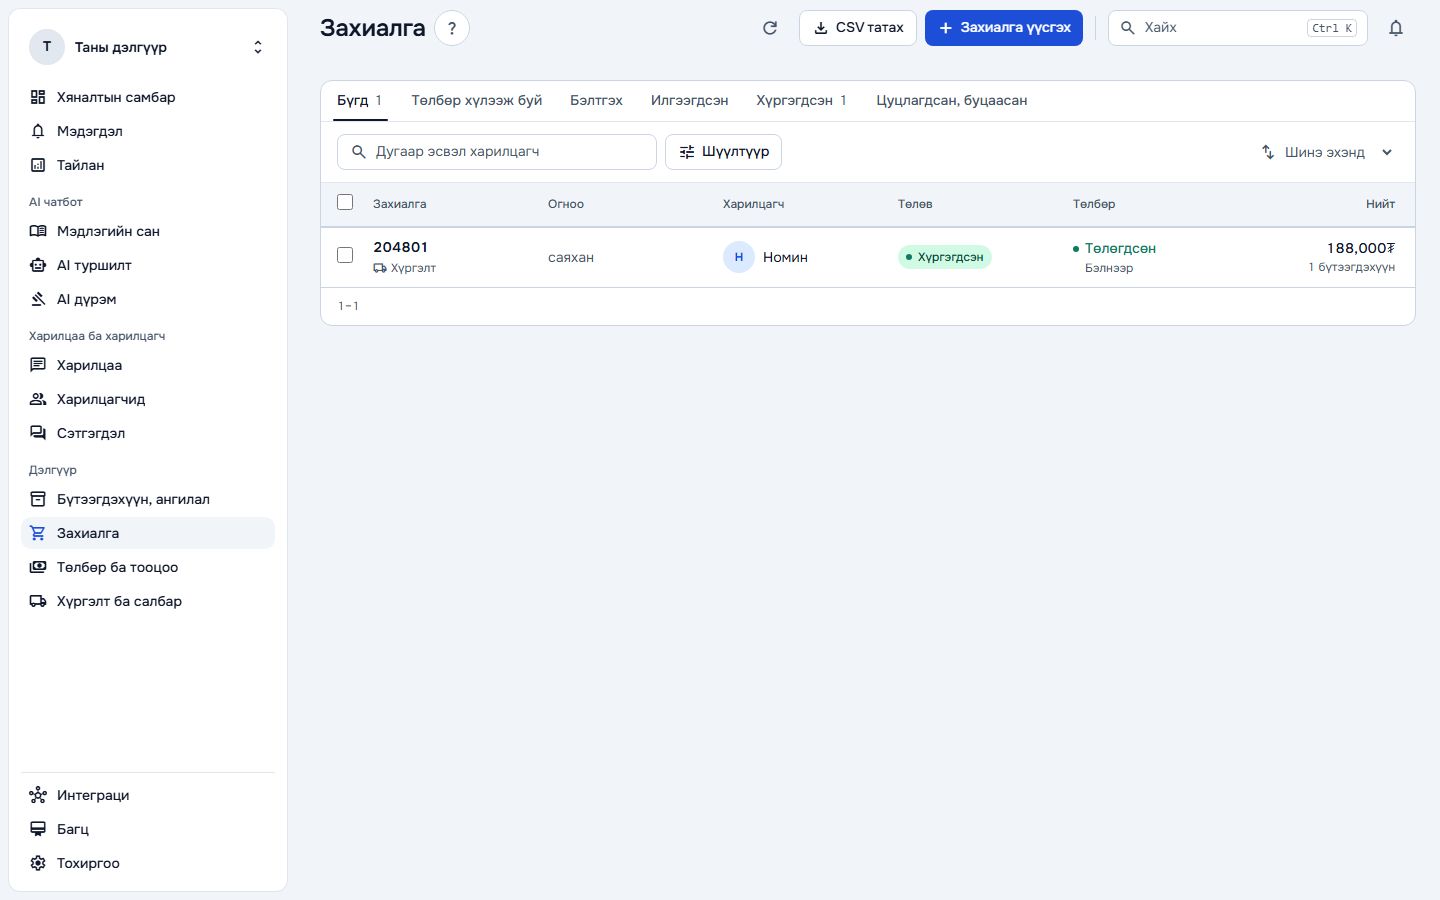 Т Таны дэлгүүр
Хяналтын самбар
Мэдэгдэл
Тайлан
AI чатбот
Мэдлэгийн сан
AI туршилт
AI дүрэм
Харилцаа ба харилцагч
Харилцаа
Харилцагчид
Сэтгэгдэл
Дэлгүүр
Бүтээгдэхүүн, ангилал
Захиалга
Төлбөр ба тооцоо
Хүргэлт ба салбар
Интеграци
Багц
Тохиргоо
Захиалга ? CSV татах Захиалга үүсгэх Хайх Ctrl K
Бүгд 1 Төлбөр хүлээж буй Бэлтгэх Илгээгдсэн Хүргэгдсэн 1 Цуцлагдсан, буцаасан
Дугаар эсвэл харилцагч Шүүлтүүр Шинэ эхэнд
Захиалга Огноо Харилцагч Төлөв Төлбөр Нийт
204801 саяхан Н Номин Хүргэгдсэн Төлөгдсөн 188,000₮
Хүргэлт Бэлнээр 1 бүтээгдэхүүн
1–1